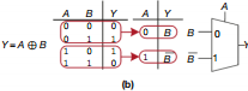 A B Y A Y A
0 0 0
0 1 1 0 B B 0
Y = A ⊕ B Y
1 0 1 1 B̅ B̅ 1
1 1 0
(b)